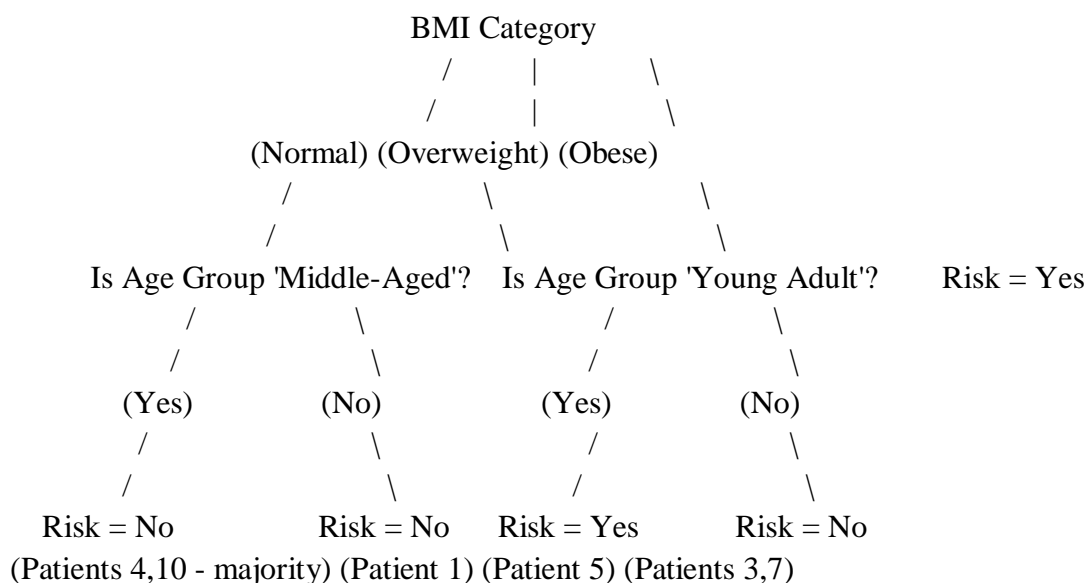 BMI Category
(Normal) (Overweight) (Obese)
Is Age Group 'Middle-Aged'? Is Age Group 'Young Adult'? Risk = Yes
(Yes) (No) (Yes) (No)
Risk = No Risk = No Risk = Yes Risk = No
(Patients 4,10 - majority) (Patient 1) (Patient 5) (Patients 3,7)